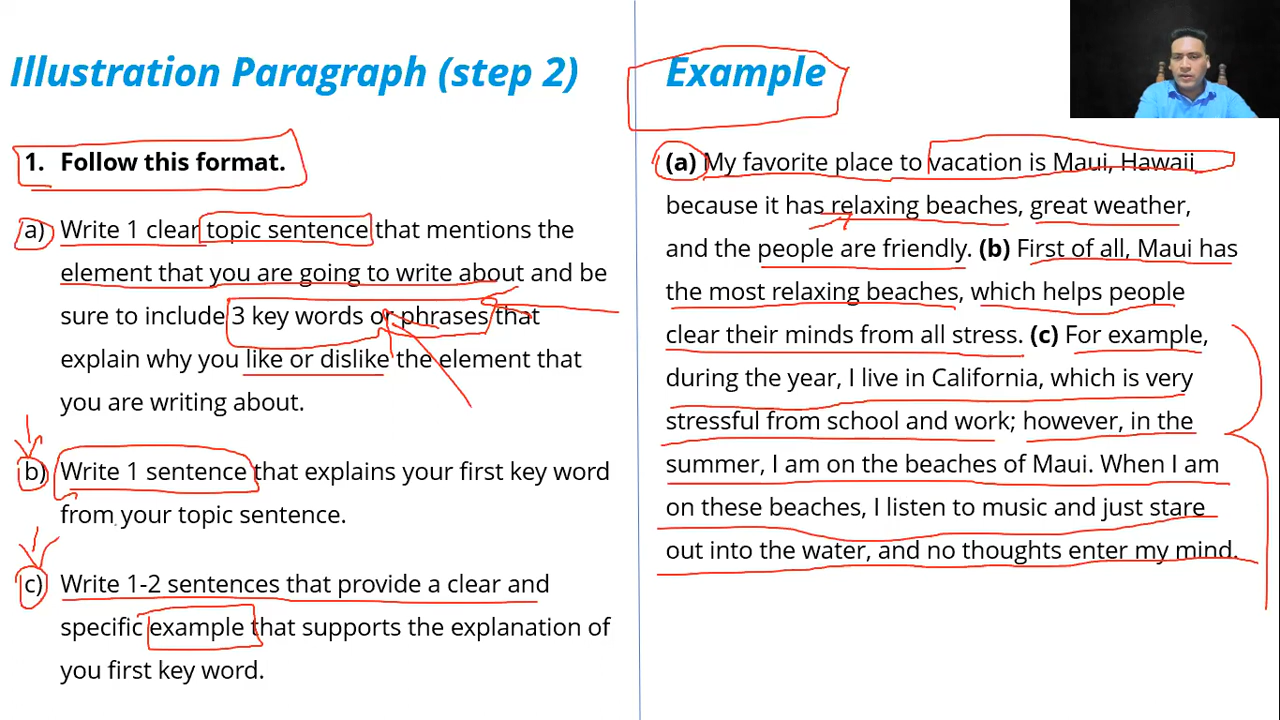 Illustration Paragraph (step 2)
1. Follow this format.
a) Write 1 clear topic sentence that mentions the
element that you are going to write about and be
sure to include 3 key words or phrases that
explain why you like or dislike the element that
you are writing about.
b) Write 1 sentence that explains your first key word
from your topic sentence.
c) Write 1-2 sentences that provide a clear and
specific example that supports the explanation of
you first key word.
Example
(a) My favorite place to vacation is Maui, Hawaii
because it has relaxing beaches, great weather,
and the people are friendly. (b) First of all, Maui has
the most relaxing beaches, which helps people
clear their minds from all stress. (c) For example,
during the year, I live in California, which is very
stressful from school and work; however, in the
summer, I am on the beaches of Maui. When I am
on these beaches, I listen to music and just stare
out into the water, and no thoughts enter my mind.